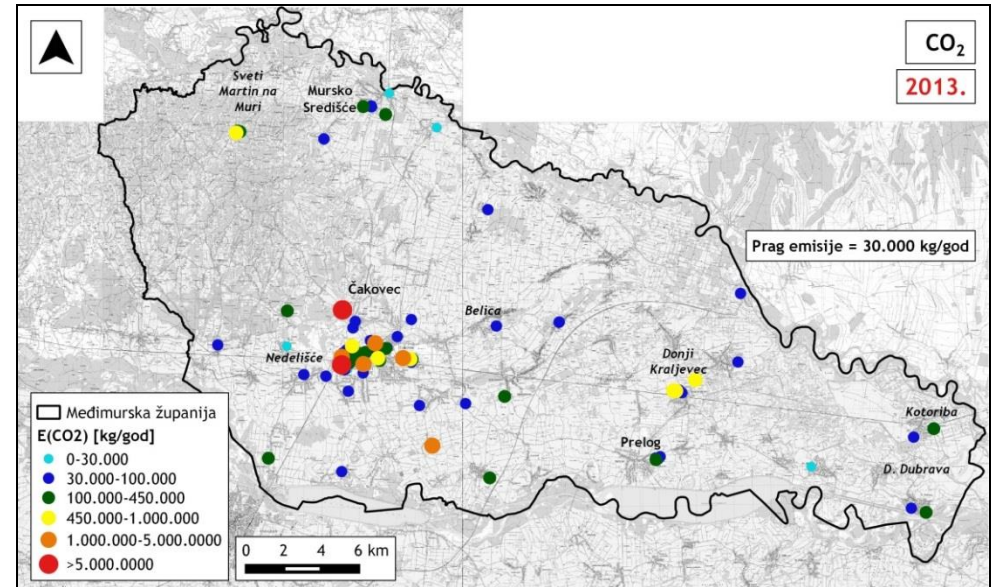 CO₂
2013.
Sveti
Martin na
Muri
Mursko
Središće
Prag emisije = 30.000 kg/god
Čakovec
Belica
Nedelišće
Donji
Kraljevec
Kotoriba
Prelog
D. Dubrava
Međimurska županija
E(CO2) [kg/god]
0-30.000
30.000-100.000
100.000-450.000
450.000-1.000.000
1.000.000-5.000.0000
>5.000.0000
0 2 4 6 km